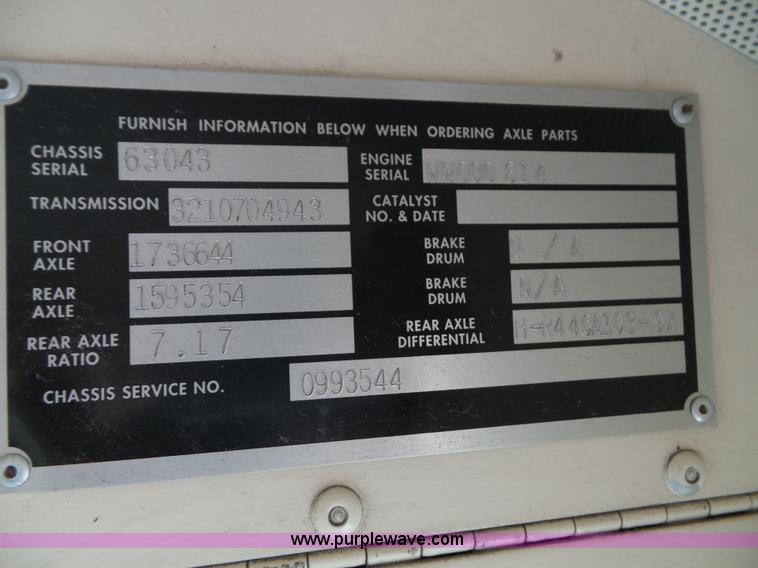 FURNISH INFORMATION BELOW WHEN ORDERING AXLE PARTS
CHASSIS SERIAL 63043
ENGINE SERIAL 614
TRANSMISSION 3210704943
CATALYST NO. & DATE
FRONT AXLE 1736644
BRAKE DRUM N / A
REAR AXLE 1595354
BRAKE DRUM N/A
REAR AXLE RATIO 7.17
REAR AXLE DIFFERENTIAL
CHASSIS SERVICE NO. 0993544
www.purplewave.com